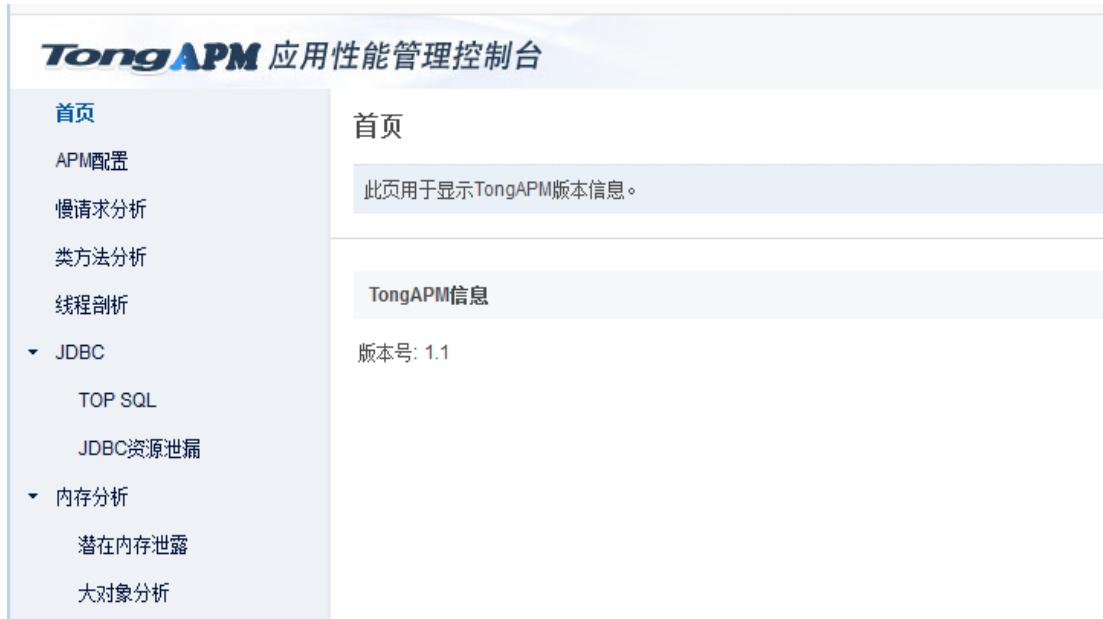 TongAPM 应用性能管理控制台
首页
APM配置
慢请求分析
类方法分析
线程剖析
JDBC
TOP SQL
JDBC资源泄漏
内存分析
潜在内存泄露
大对象分析
首页
此页用于显示TongAPM版本信息。
TongAPM信息
版本号: 1.1